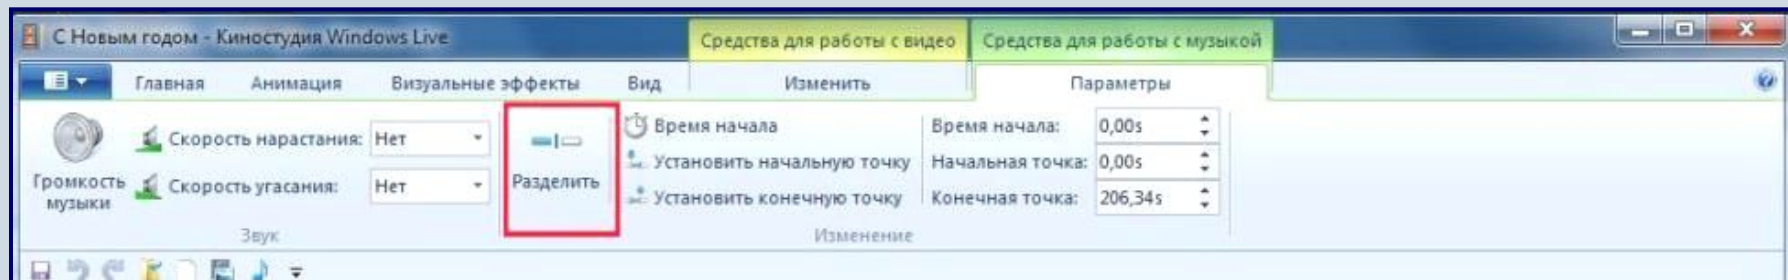 С Новым годом - Киностудия Windows Live
Средства для работы с видео
Средства для работы с музыкой
Главная
Анимация
Визуальные эффекты
Вид
Изменить
Параметры
Громкость
музыки
Скорость нарастания: Нет
Скорость угасания: Нет
Звук
Разделить
Время начала
Установить начальную точку
Установить конечную точку
Время начала: 0,00s
Начальная точка: 0,00s
Конечная точка: 206,34s
Изменение